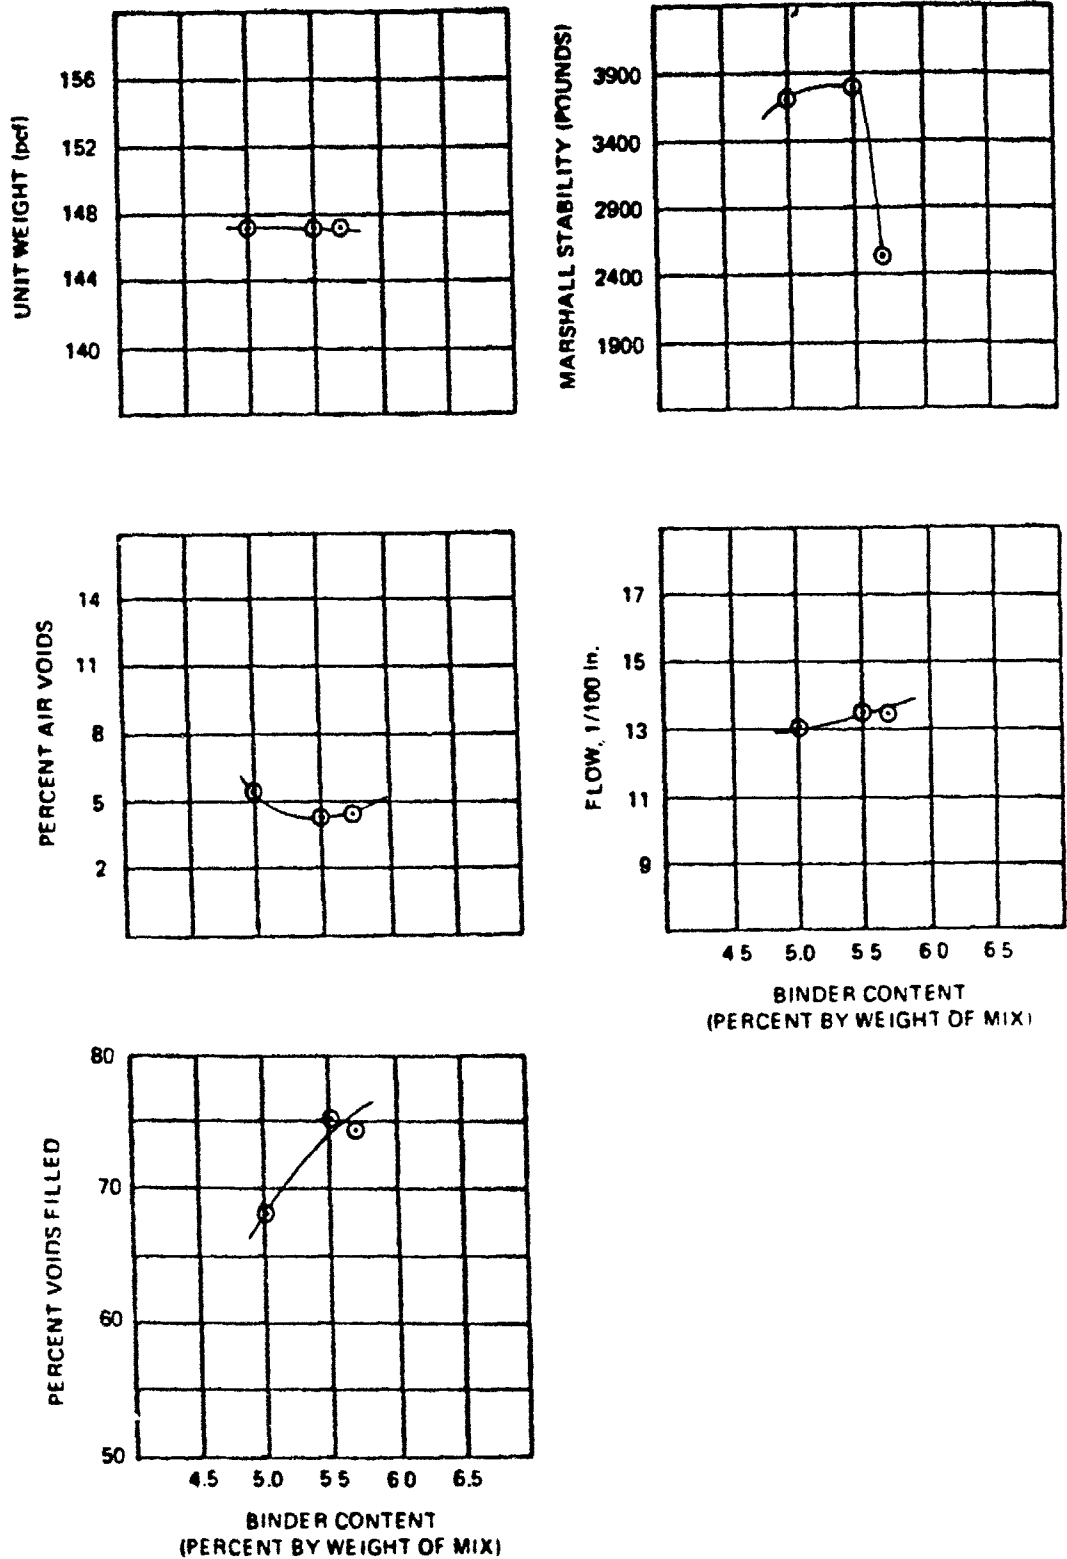 UNIT WEIGHT (pcf)
156
152
148
144
140
MARSHALL STABILITY (POUNDS)
3900
3400
2900
2400
1900
PERCENT AIR VOIDS
14
11
8
5
2
FLOW, 1/100 In.
17
15
13
11
9
4 5 5.0 5 5 6 0 6 5
BINDER CONTENT
(PERCENT BY WEIGHT OF MIX)
PERCENT VOIDS FILLED
80
70
60
50
4.5 5.0 5 5 6 0 6.5
BINDER CONTENT
(PERCENT BY WEIGHT OF MIX)